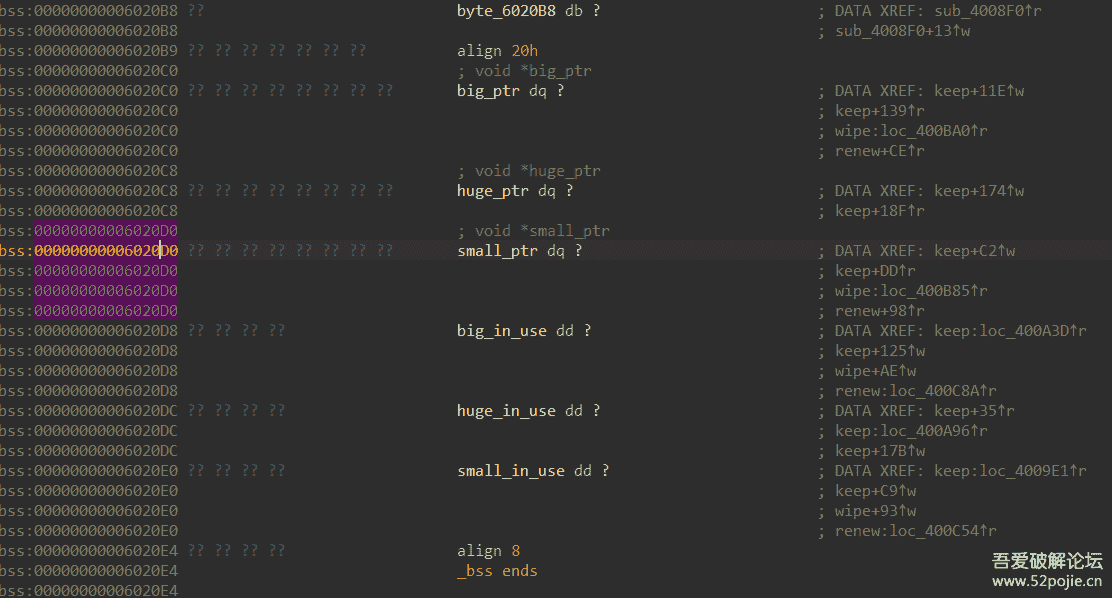 bss:00000000006020B8 ?? byte_6020B8 db ? ; DATA XREF: sub_4008F0↑r
bss:00000000006020B8 ; sub_4008F0+13↑w
bss:00000000006020B9 ?? ?? ?? ?? ?? ?? ?? align 20h
bss:00000000006020C0 ; void *big_ptr
bss:00000000006020C0 ?? ?? ?? ?? ?? ?? ?? ?? big_ptr dq ? ; DATA XREF: keep+11E↑w
bss:00000000006020C0 ; keep+139↑r
bss:00000000006020C0 ; wipe:loc_400BA0↑r
bss:00000000006020C0 ; renew+CE↑r
bss:00000000006020C8 ; void *huge_ptr
bss:00000000006020C8 ?? ?? ?? ?? ?? ?? ?? ?? huge_ptr dq ? ; DATA XREF: keep+174↑w
bss:00000000006020C8 ; keep+18F↑r
bss:00000000006020D0 ; void *small_ptr
bss:00000000006020D0 ?? ?? ?? ?? ?? ?? ?? ?? small_ptr dq ? ; DATA XREF: keep+C2↑w
bss:00000000006020D0 ; keep+DD↑r
bss:00000000006020D0 ; wipe:loc_400B85↑r
bss:00000000006020D0 ; renew+98↑r
bss:00000000006020D8 ?? ?? ?? ?? big_in_use dd ? ; DATA XREF: keep:loc_400A3D↑r
bss:00000000006020D8 ; keep+125↑w
bss:00000000006020D8 ; wipe+AE↑w
bss:00000000006020D8 ; renew:loc_400C8A↑r
bss:00000000006020DC ?? ?? ?? ?? huge_in_use dd ? ; DATA XREF: keep+35↑r
bss:00000000006020DC ; keep:loc_400A96↑r
bss:00000000006020DC ; keep+17B↑w
bss:00000000006020E0 ?? ?? ?? ?? small_in_use dd ? ; DATA XREF: keep:loc_4009E1↑r
bss:00000000006020E0 ; keep+C9↑w
bss:00000000006020E0 ; wipe+93↑w
bss:00000000006020E0 ; renew:loc_400C54↑r
bss:00000000006020E4 ?? ?? ?? ?? align 8
bss:00000000006020E4 _bss ends
bss:00000000006020E4
吾爱破解论坛
www.52pojie.cn